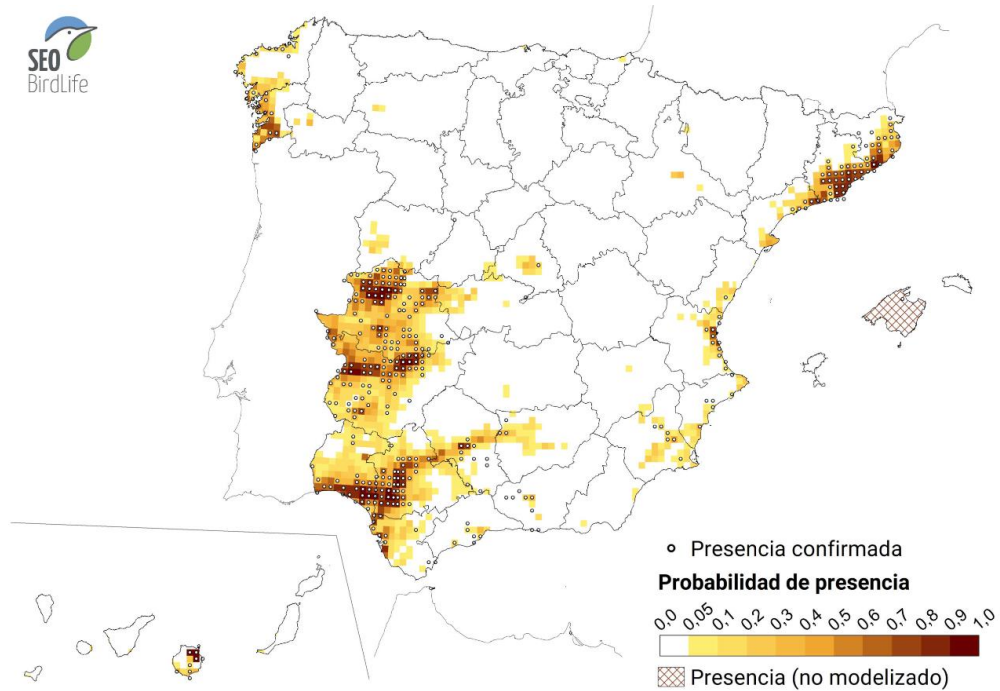 SEO
BirdLife
Presencia confirmada
Probabilidad de presencia
0,0 0,05 0,1 0,2 0,3 0,4 0,5 0,6 0,7 0,8 0,9 1,0
Presencia (no modelizado)